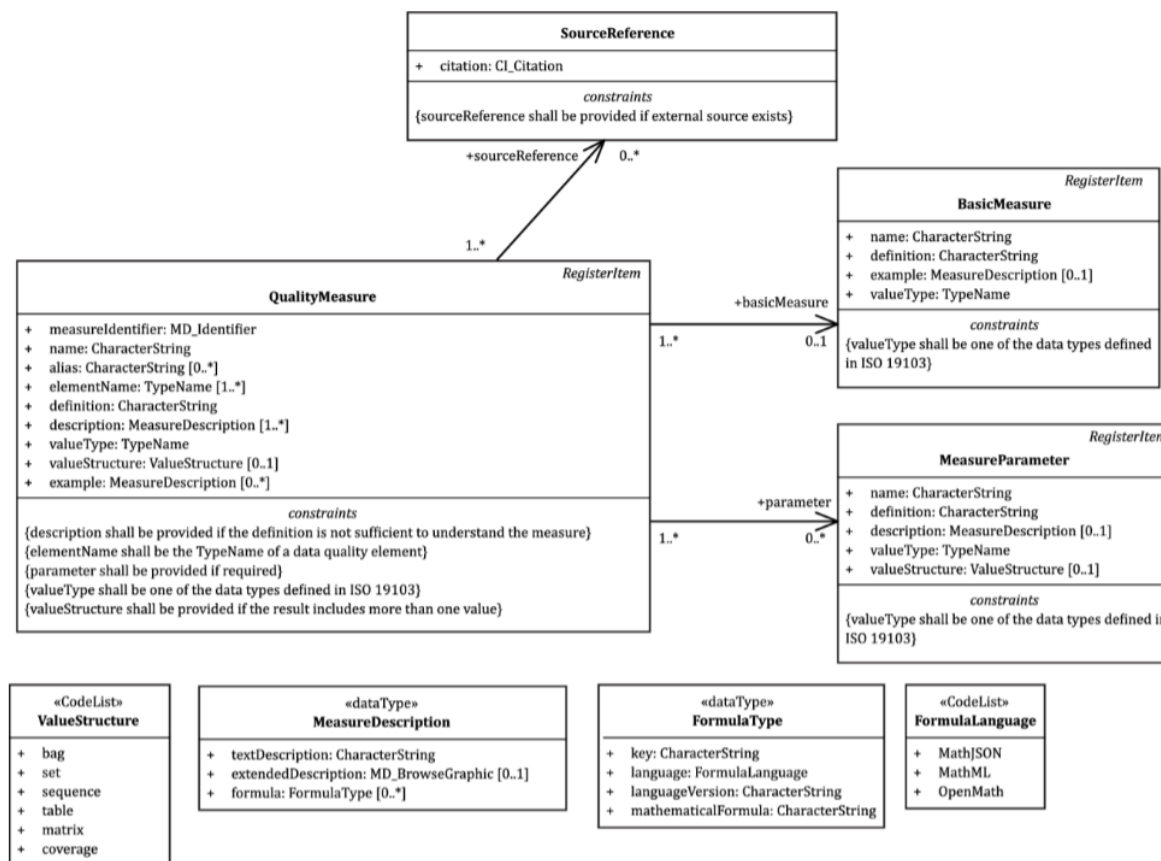 SourceReference
+ citation: CI_Citation
constraints
{sourceReference shall be provided if external source exists}
+sourceReference 0..*
1..*
RegisterItem
QualityMeasure
+ measureIdentifier: MD_Identifier
+ name: CharacterString
+ alias: CharacterString [0..*]
+ elementName: TypeName [1..*]
+ definition: CharacterString
+ description: MeasureDescription [1..*]
+ valueType: TypeName
+ valueStructure: ValueStructure [0..1]
+ example: MeasureDescription [0..*]
constraints
{description shall be provided if the definition is not sufficient to understand the measure}
{elementName shall be the TypeName of a data quality element}
{parameter shall be provided if required}
{valueType shall be one of the data types defined in ISO 19103}
{valueStructure shall be provided if the result includes more than one value}
+basicMeasure
1..* 0..1
RegisterItem
BasicMeasure
+ name: CharacterString
+ definition: CharacterString
+ example: MeasureDescription [0..1]
+ valueType: TypeName
constraints
{valueType shall be one of the data types defined
in ISO 19103}
+parameter
1..* 0..*
RegisterItem
MeasureParameter
+ name: CharacterString
+ definition: CharacterString
+ description: MeasureDescription [0..1]
+ valueType: TypeName
+ valueStructure: ValueStructure [0..1]
constraints
{valueType shall be one of the data types defined in
ISO 19103}
«CodeList»
ValueStructure
+ bag
+ set
+ sequence
+ table
+ matrix
+ coverage
«dataType»
MeasureDescription
+ textDescription: CharacterString
+ extendedDescription: MD_BrowseGraphic [0..1]
+ formula: FormulaType [0..*]
«dataType»
FormulaType
+ key: CharacterString
+ language: FormulaLanguage
+ languageVersion: CharacterString
+ mathematicalFormula: CharacterString
«CodeList»
FormulaLanguage
+ MathJSON
+ MathML
+ OpenMath